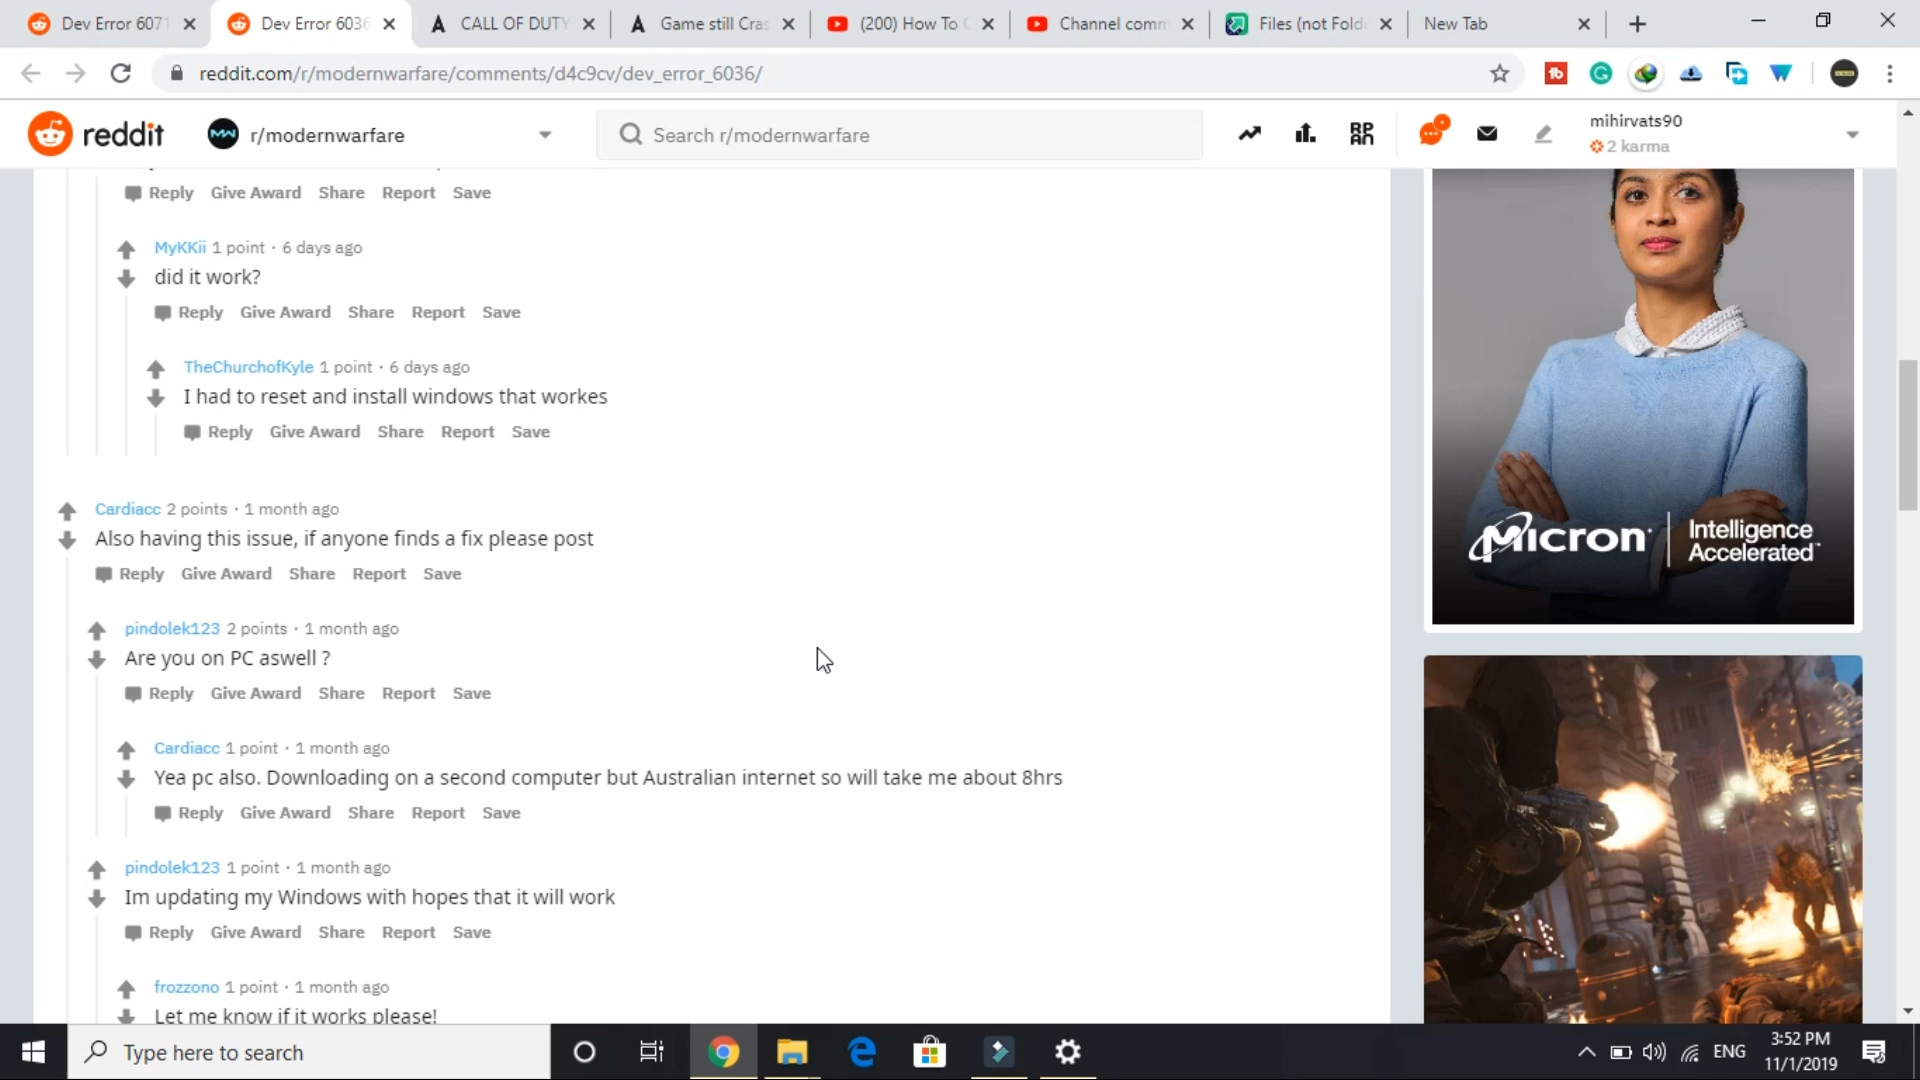 Dev Error 6071
Dev Error 6036
CALL OF DUTY
Game still Cras
(200) How To C
Channel comm
Files (not Fold
New Tab
reddit.com/r/modernwarfare/comments/d4c9cv/dev_error_6036/
reddit
r/modernwarfare
Search r/modernwarfare
RPAN
mihirvats90
2 karma
Reply Give Award Share Report Save
MyKKii 1 point · 6 days ago
did it work?
Reply Give Award Share Report Save
TheChurchofKyle 1 point · 6 days ago
I had to reset and install windows that workes
Reply Give Award Share Report Save
Cardiacc 2 points · 1 month ago
Also having this issue, if anyone finds a fix please post
Reply Give Award Share Report Save
pindolek123 2 points · 1 month ago
Are you on PC aswell ?
Reply Give Award Share Report Save
Cardiacc 1 point · 1 month ago
Yea pc also. Downloading on a second computer but Australian internet so will take me about 8hrs
Reply Give Award Share Report Save
pindolek123 1 point · 1 month ago
Im updating my Windows with hopes that it will work
Reply Give Award Share Report Save
frozzono 1 point · 1 month ago
Let me know if it works please!
Micron
Intelligence
Accelerated™
Type here to search
ENG
3:52 PM
11/1/2019